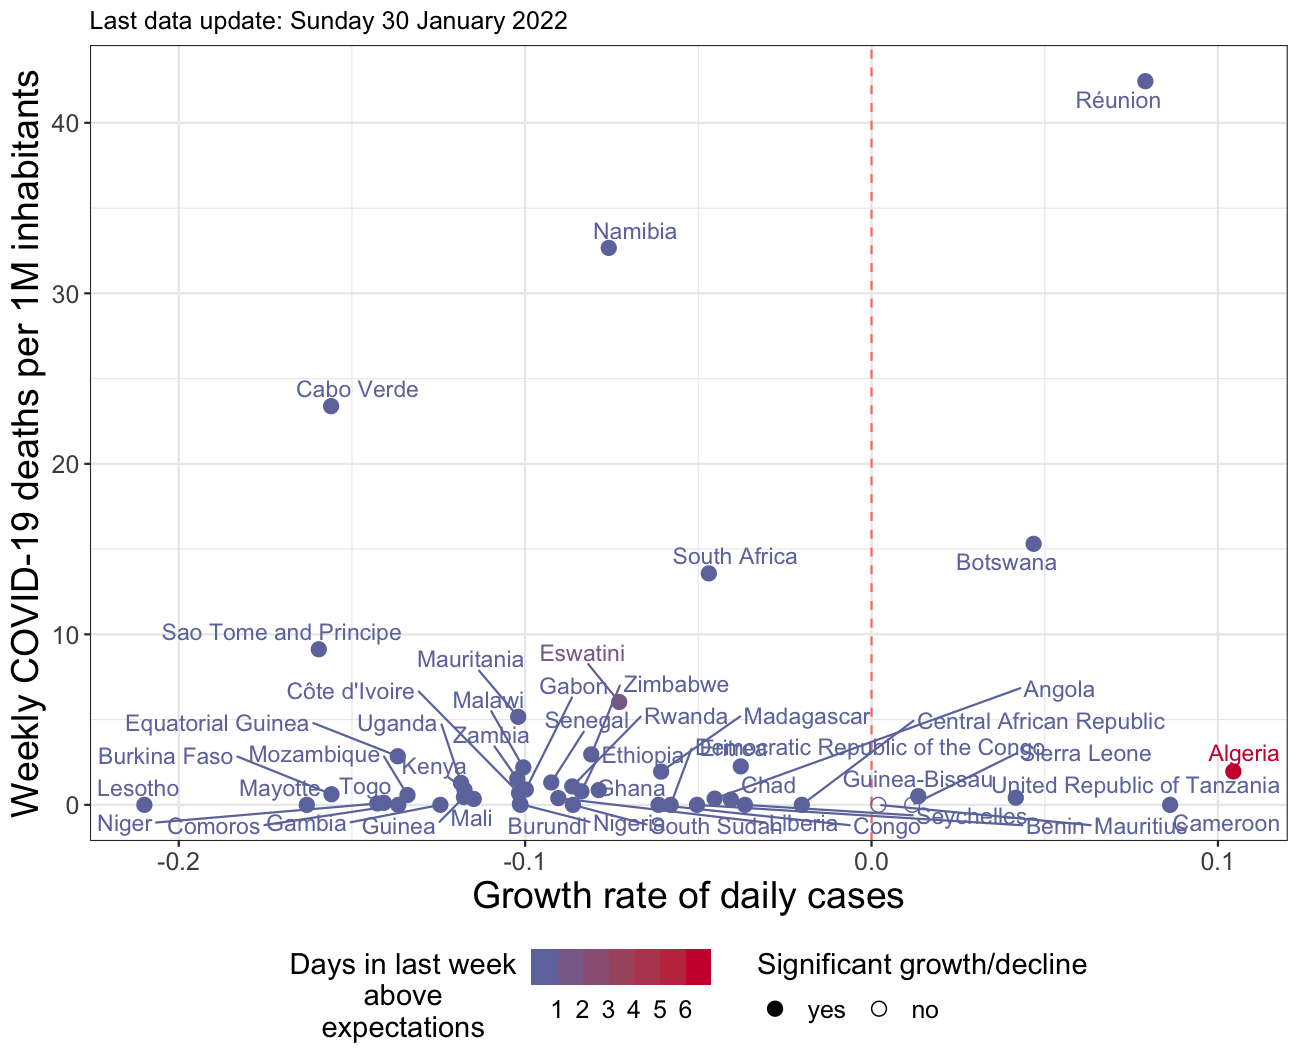 Last data update: Sunday 30 January 2022
Weekly COVID-19 deaths per 1M inhabitants
40
30
20
10
0
Réunion
Namibia
Cabo Verde
South Africa
Botswana
Sao Tome and Principe
Mauritania
Eswatini
Côte d'Ivoire
Malawi
Gabon
Zimbabwe
Angola
Equatorial Guinea
Uganda
Zambia
Senegal
Rwanda
Madagascar
Central African Republic
Burkina Faso
Mozambique
Kenya
Ethiopia
Eritrea
Democratic Republic of the Congo
Sierra Leone
Algeria
Lesotho
Mayotte
Togo
Ghana
Chad
Guinea-Bissau
United Republic of Tanzania
Niger
Comoros
Gambia
Guinea
Mali
Burundi
Nigeria
South Sudan
Liberia
Congo
Seychelles
Benin
Mauritius
Cameroon
-0.2
-0.1
0.0
0.1
Growth rate of daily cases
Days in last week
above
expectations
1 2 3 4 5 6
Significant growth/decline
yes
no